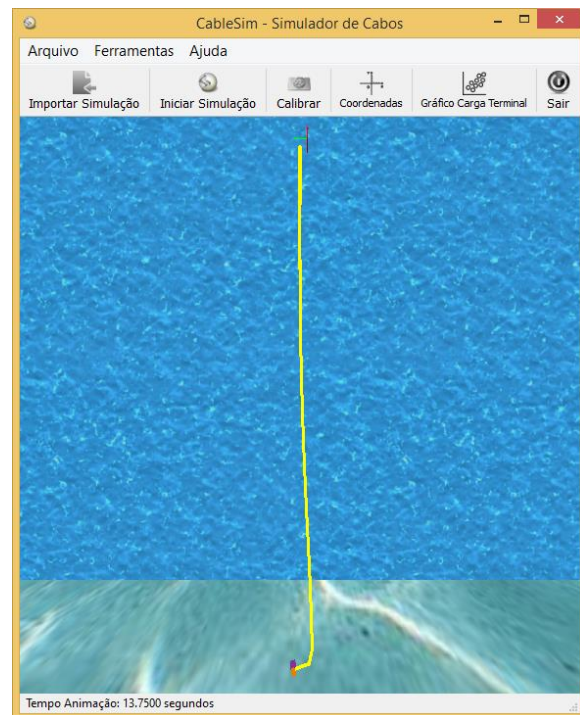 CableSim - Simulador de Cabos
Arquivo Ferramentas Ajuda
Importar Simulação Iniciar Simulação Calibrar Coordenadas Gráfico Carga Terminal Sair
Tempo Animação: 13.7500 segundos